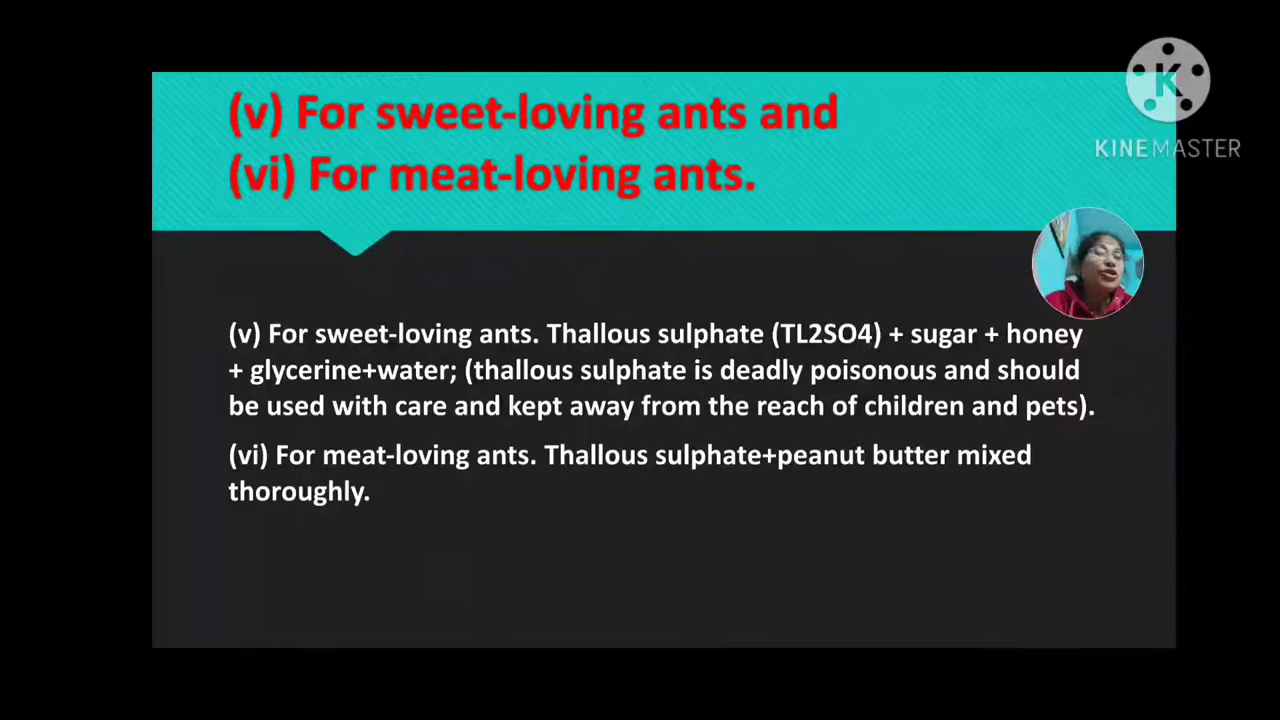 (v) For sweet-loving ants and
(vi) For meat-loving ants.
K
KINEMASTER
(v) For sweet-loving ants. Thallous sulphate (TL2SO4) + sugar + honey
+ glycerine+water; (thallous sulphate is deadly poisonous and should
be used with care and kept away from the reach of children and pets).
(vi) For meat-loving ants. Thallous sulphate+peanut butter mixed
thoroughly.